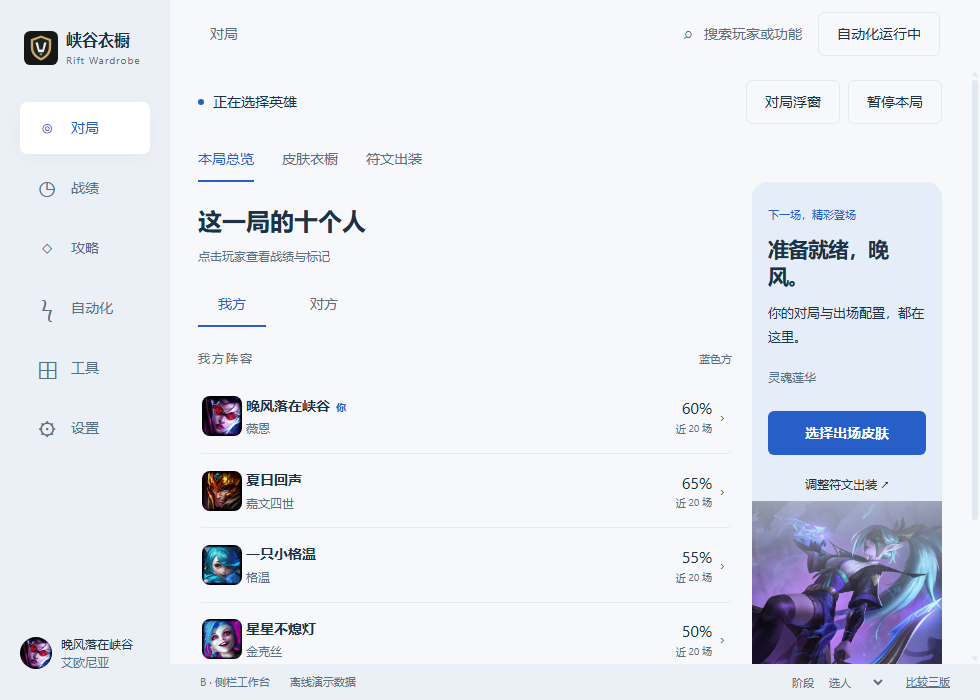 峡谷衣橱
Rift Wardrobe
对局
战绩
攻略
自动化
工具
设置
晚风落在峡谷
艾欧尼亚
对局
搜索玩家或功能
自动化运行中
正在选择英雄
对局浮窗
暂停本局
本局总览 皮肤衣橱 符文出装
这一局的十个人
点击玩家查看战绩与标记
我方 对方
我方阵容 蓝色方
晚风落在峡谷 你
薇恩
60%
近 20 场
夏日回声
嘉文四世
65%
近 20 场
一只小格温
格温
55%
近 20 场
星星不熄灯
金克丝
50%
近 20 场
下一场，精彩登场
准备就绪，晚
风。
你的对局与出场配置，都在
这里。
灵魂莲华
选择出场皮肤
调整符文出装 ↗
B · 侧栏工作台 离线演示数据
阶段 选人 比较三版